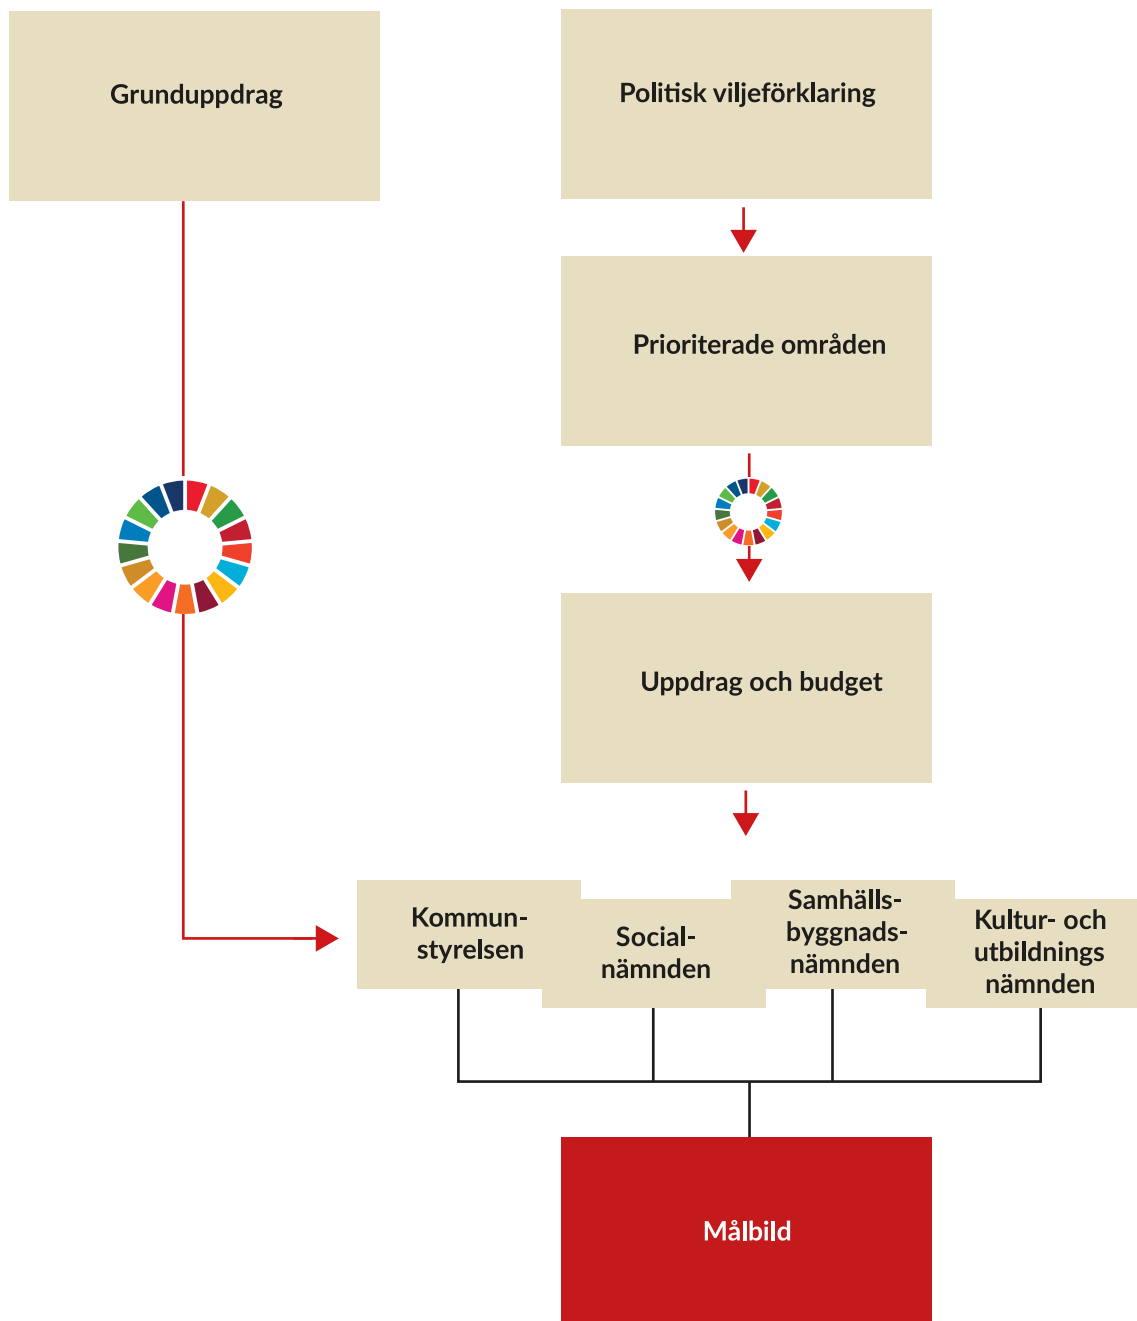 Grunduppdrag
Politisk viljeförklaring
Prioriterade områden
Uppdrag och budget
Kommun-
styrelsen
Social-
nämnden
Samhälls-
byggnads-
nämnden
Kultur- och
utbildnings
nämnden
Målbild